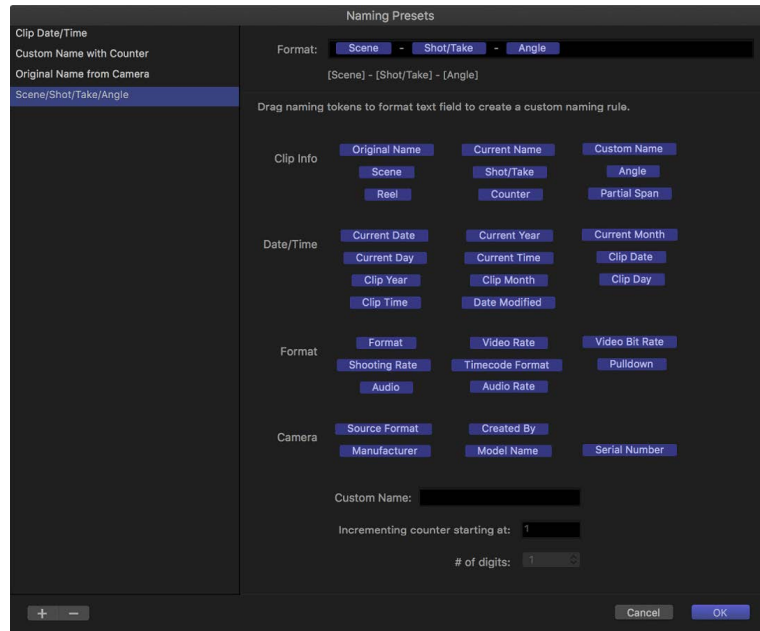 Naming Presets
Clip Date/Time
Custom Name with Counter
Original Name from Camera
Scene/Shot/Take/Angle
Format: Scene - Shot/Take - Angle
[Scene] - [Shot/Take] - [Angle]
Drag naming tokens to format text field to create a custom naming rule.
Clip Info
Original Name Current Name Custom Name
Scene Shot/Take Angle
Reel Counter Partial Span
Date/Time
Current Date Current Year Current Month
Current Day Current Time Clip Date
Clip Year Clip Month Clip Day
Clip Time Date Modified
Format
Format Video Rate Video Bit Rate
Shooting Rate Timecode Format Pulldown
Audio Audio Rate
Camera
Source Format Created By
Manufacturer Model Name Serial Number
Custom Name:
Incrementing counter starting at: 1
# of digits: 1
+ −
Cancel OK